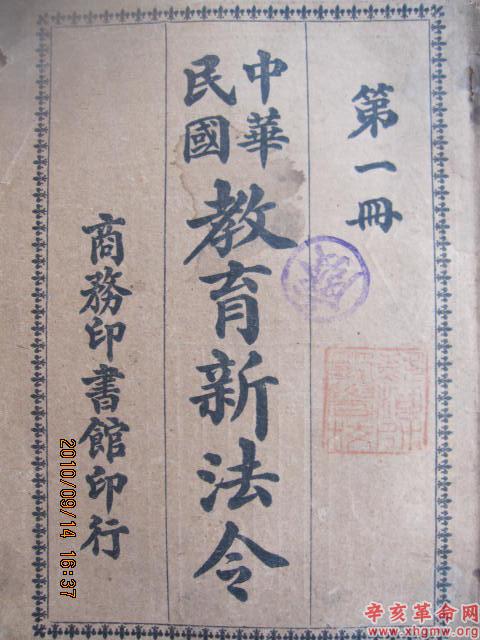 第一冊
中華民國
教育新法令
商務印書館印行
2010/09/14 16:37
辛亥革命网
www.xhgmw.org